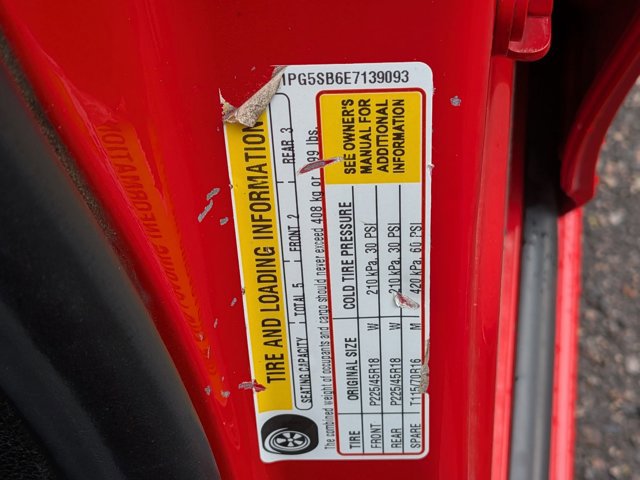 1PG5SB6E7139093
TIRE AND LOADING INFORMATION
SEATING CAPACITY TOTAL 5 FRONT 2 REAR 3
The combined weight of occupants and cargo should never exceed 408 kg or 99 lbs.
TIRE ORIGINAL SIZE COLD TIRE PRESSURE
FRONT P225/45R18 W 210 kPa, 30 PSI
REAR P225/45R18 W 210 kPa, 30 PSI
SPARE T115/70R16 M 420 kPa, 60 PSI
SEE OWNER'S
MANUAL FOR
ADDITIONAL
INFORMATION